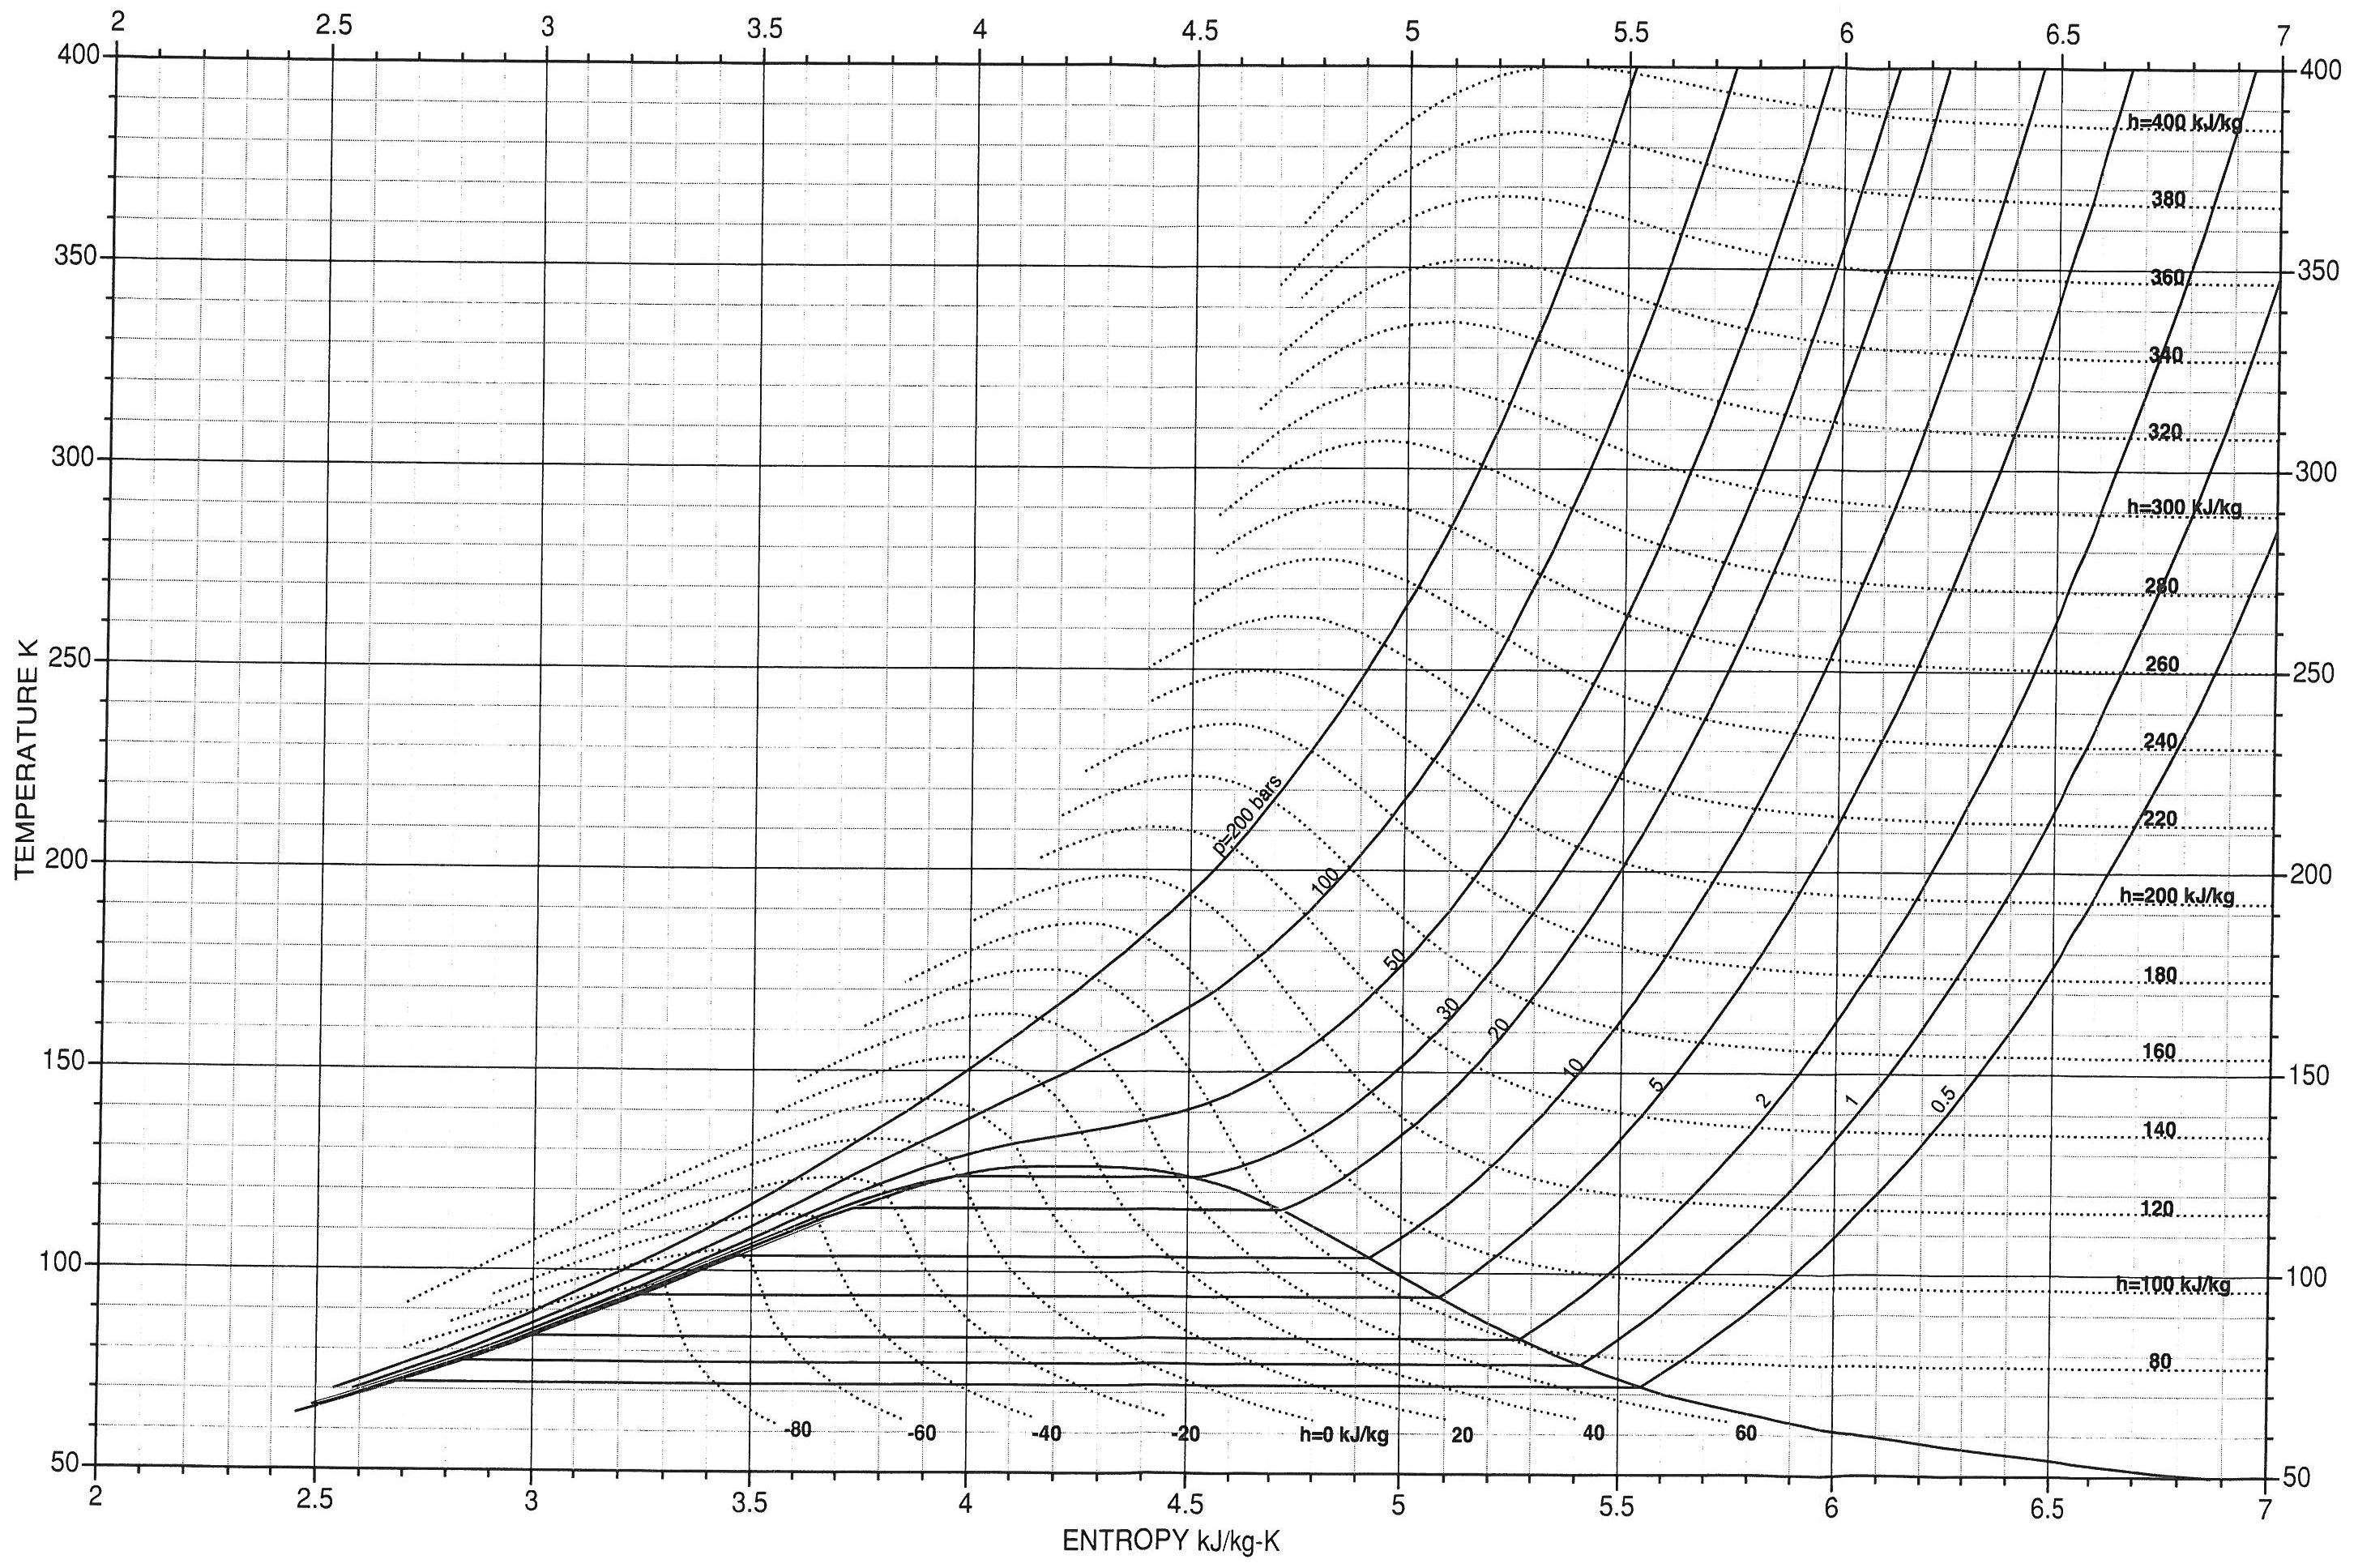 2 2.5 3 3.5 4 4.5 5 5.5 6 6.5 7
400 400
h=400 kJ/kg
380
350 360 350
340
320
300 300
h=300 kJ/kg
280
TEMPERATURE K 250 260 250
240
p=200 bars 220
200 100 200
h=200 kJ/kg
50 180
30 20
150 10 5 2 1 0.5 160 150
140
120
100 h=100 kJ/kg 100
80
-80 -60 -40 -20 h=0 kJ/kg 20 40 60
50 50
2 2.5 3 3.5 4 4.5 5 5.5 6 6.5 7
ENTROPY kJ/kg-K